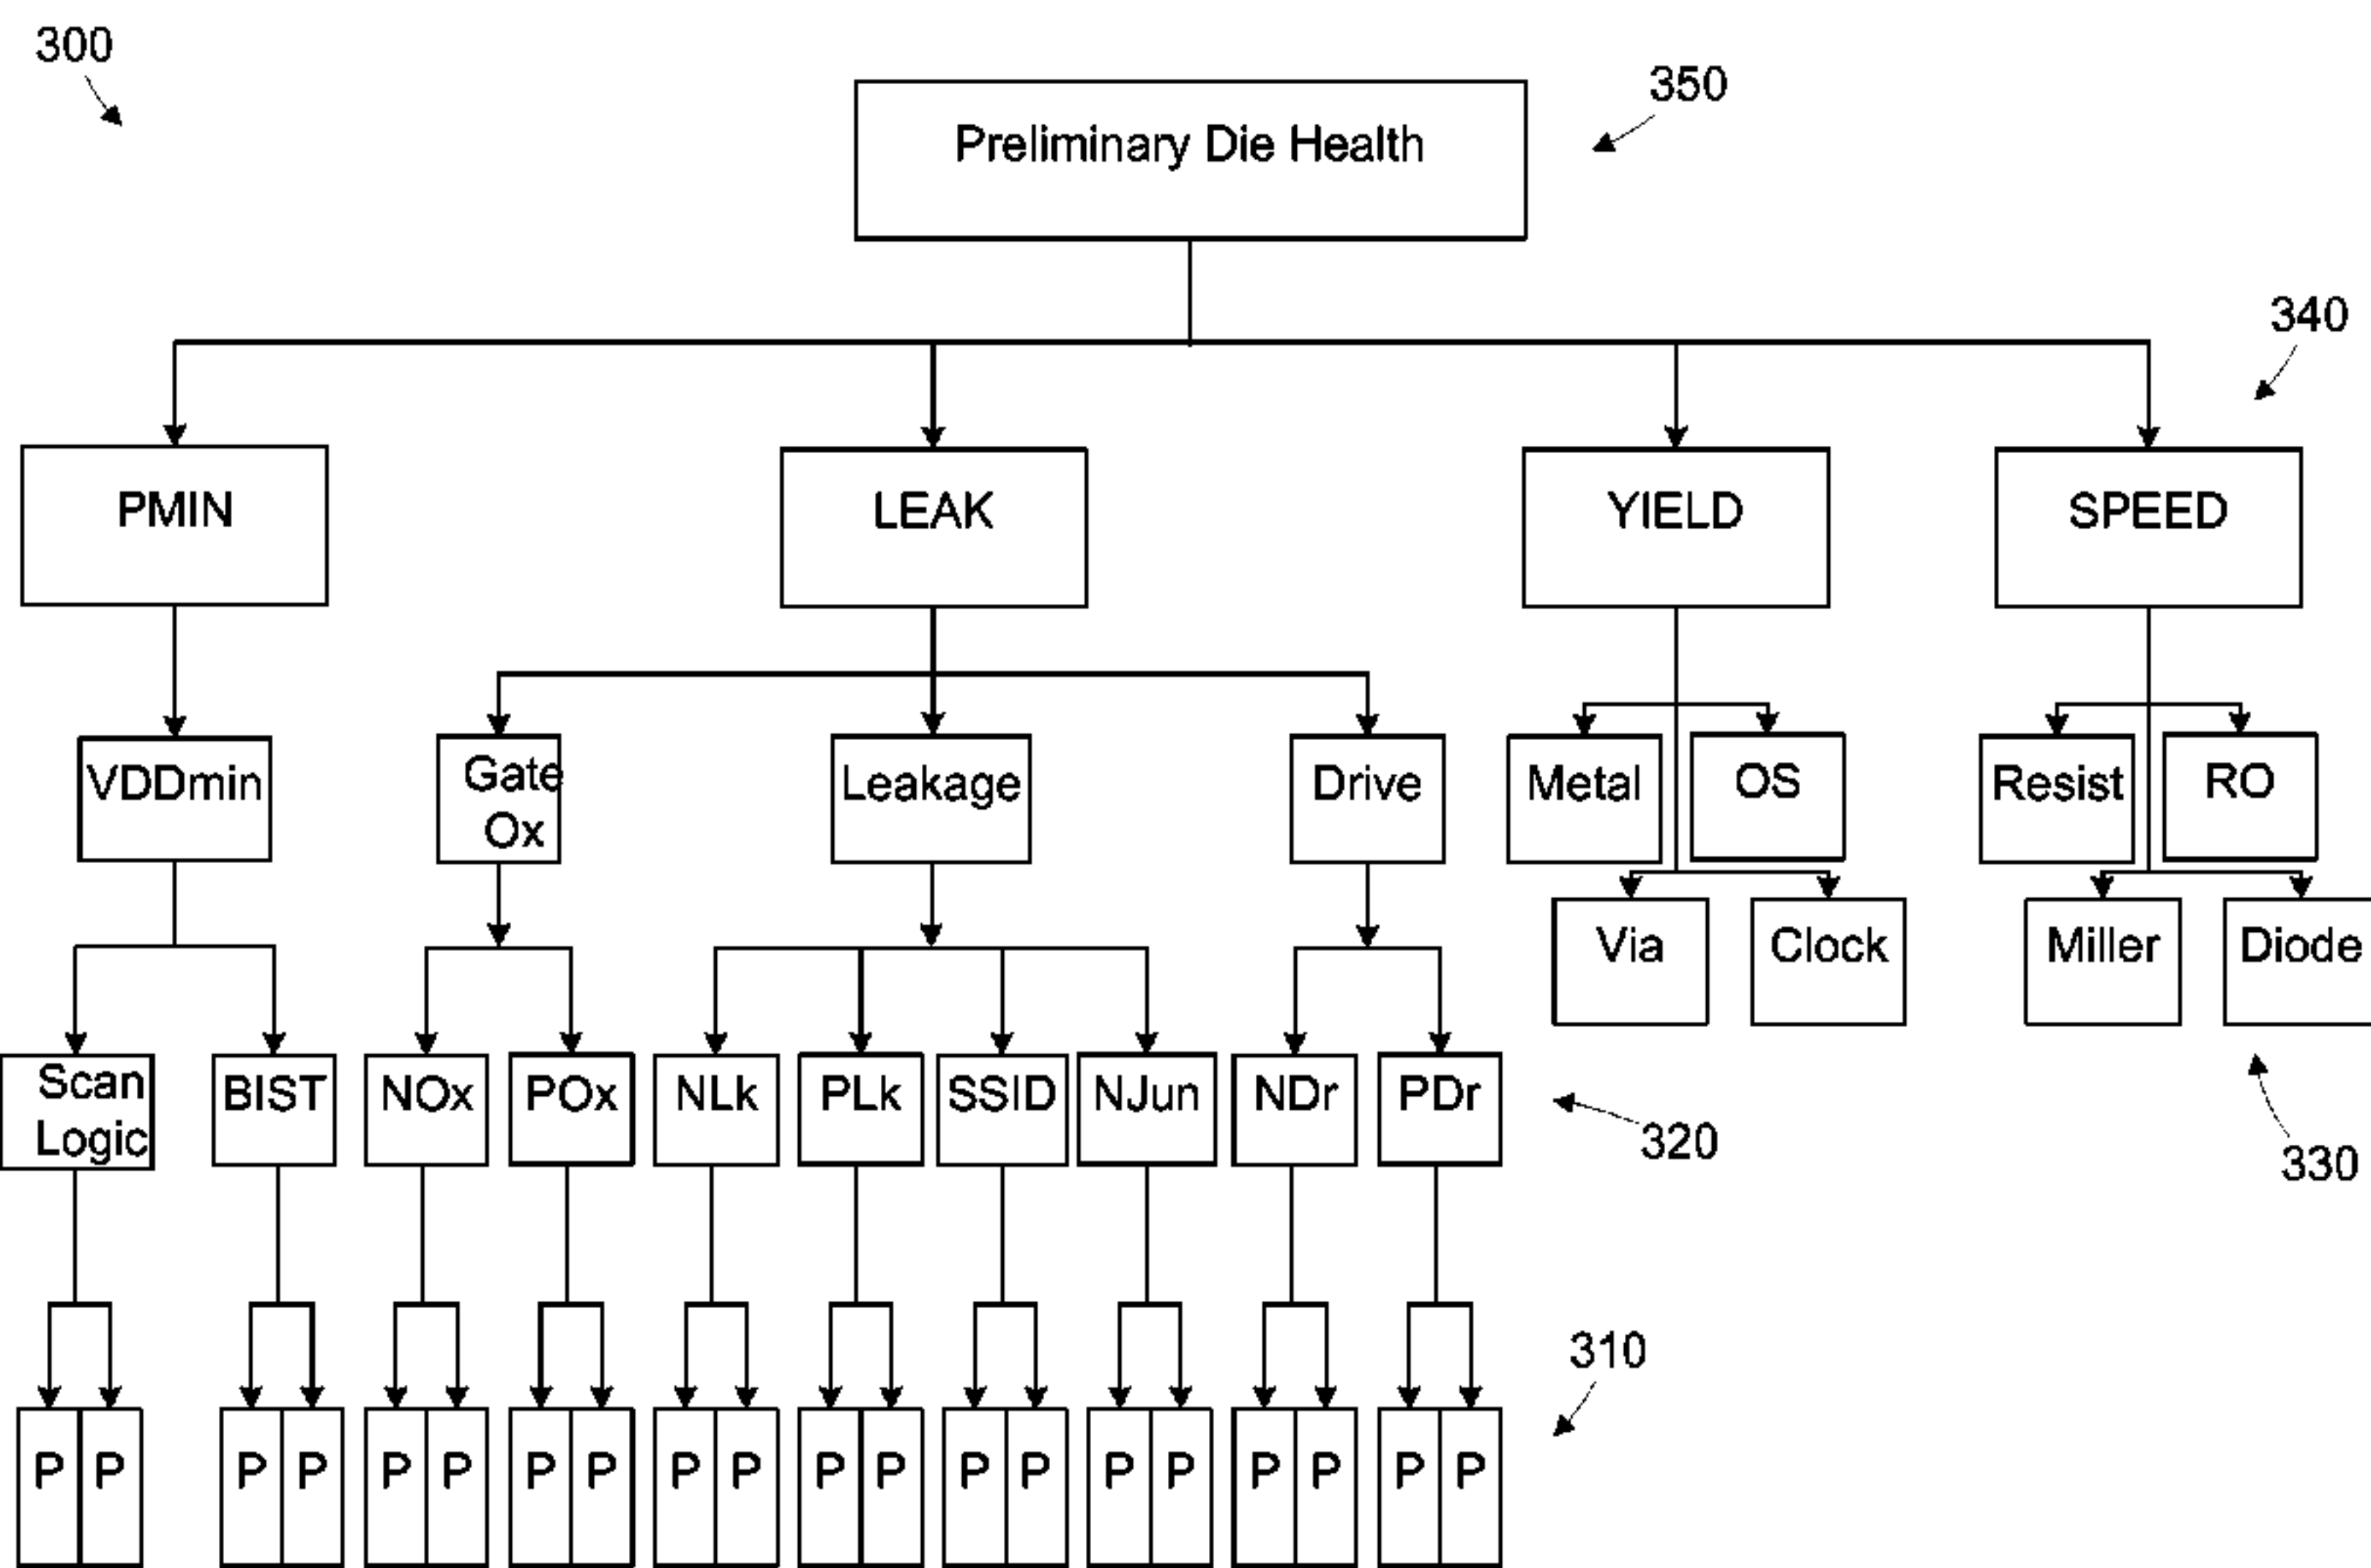 300
350
Preliminary Die Health
340
PMIN LEAK YIELD SPEED
VDDmin Gate Ox Leakage Drive Metal OS Resist RO
Via Clock Miller Diode
Scan Logic BIST NOx POx NLk PLk SSID NJun NDr PDr
320
330
310
P P P P P P P P P P P P P P P P P P P P